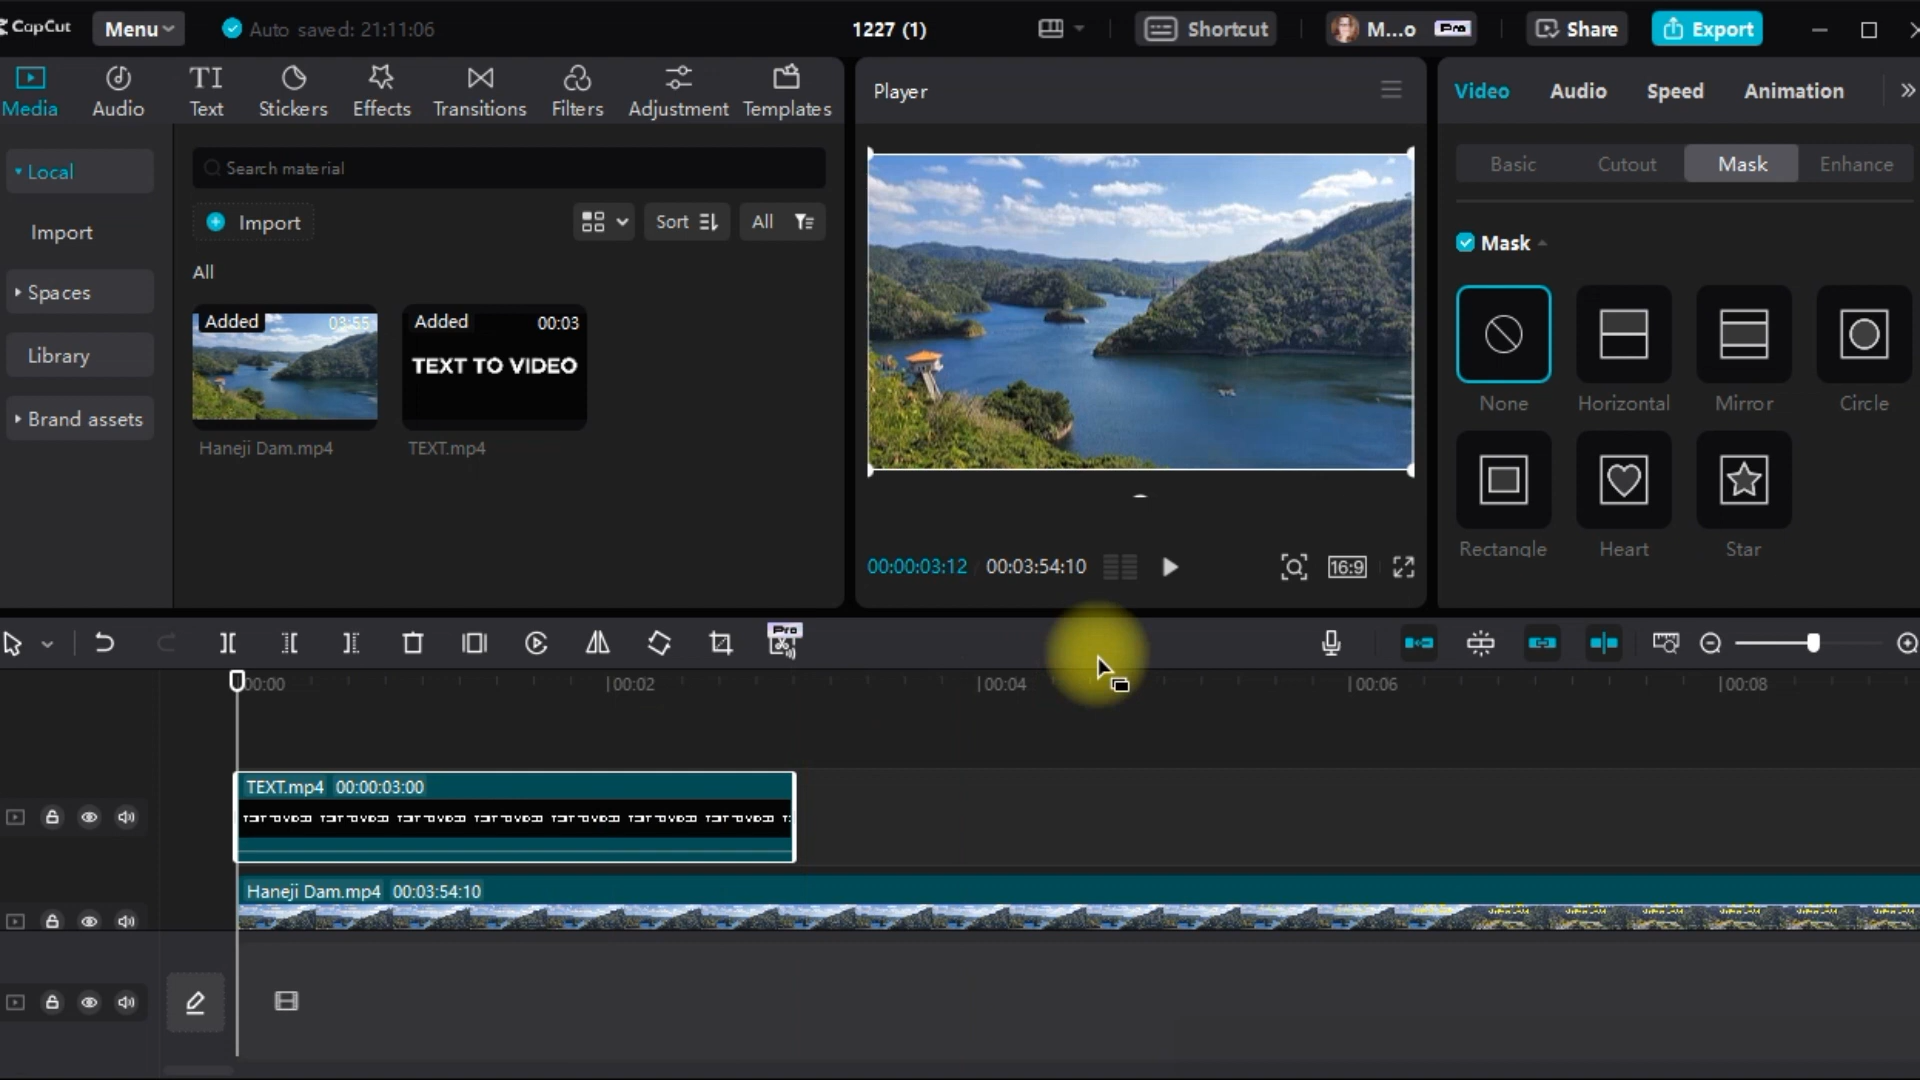 CapCut
Menu
Auto saved: 21:11:06
1227 (1)
Shortcut
M...o
Pro
Share
Export
Media
Audio
TI
Text
Stickers
Effects
Transitions
Filters
Adjustment
Templates
Local
Import
Spaces
Library
Brand assets
Search material
Import
Sort
All
All
Added
03:55
Haneji Dam.mp4
Added
00:03
TEXT TO VIDEO
TEXT.mp4
Player
00:00:03:12
00:03:54:10
16:9
Video
Audio
Speed
Animation
Basic
Cutout
Mask
Enhance
Mask
None
Horizontal
Mirror
Circle
Rectangle
Heart
Star
Pro
00:00
00:02
00:04
00:06
00:08
TEXT.mp4 00:00:03:00
Haneji Dam.mp4 00:03:54:10